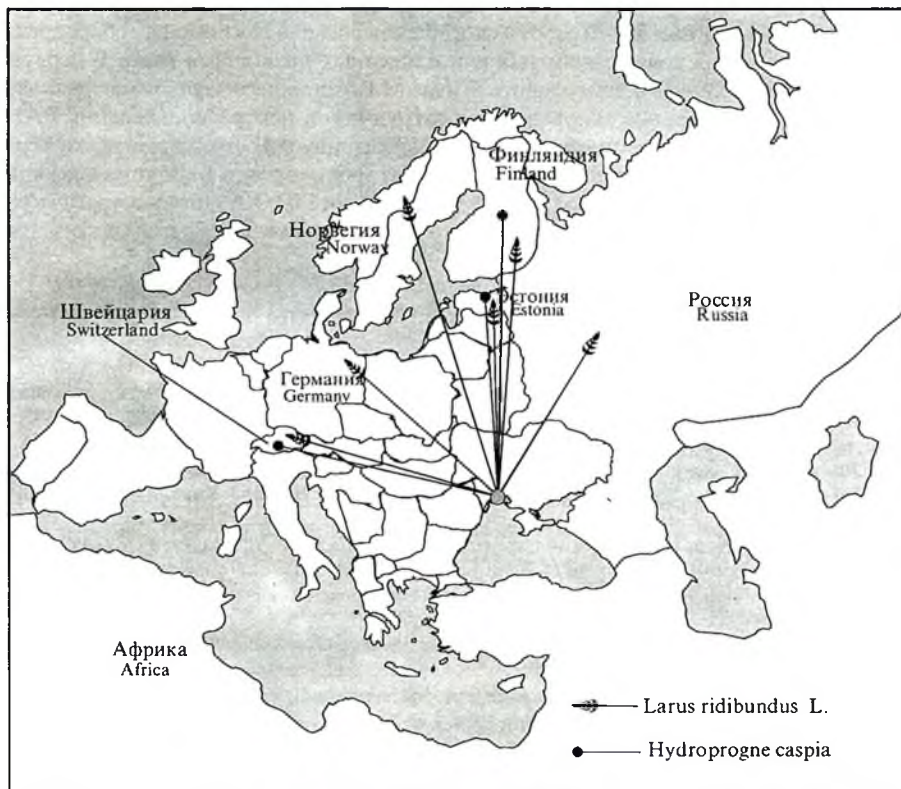 Финляндия
Finland
Норвегия
Norway
Швейцария
Switzerland
Эстония
Estonia
Россия
Russia
Германия
Germany
Африка
Africa
Larus ridibundus L.
Hydroprogne caspia